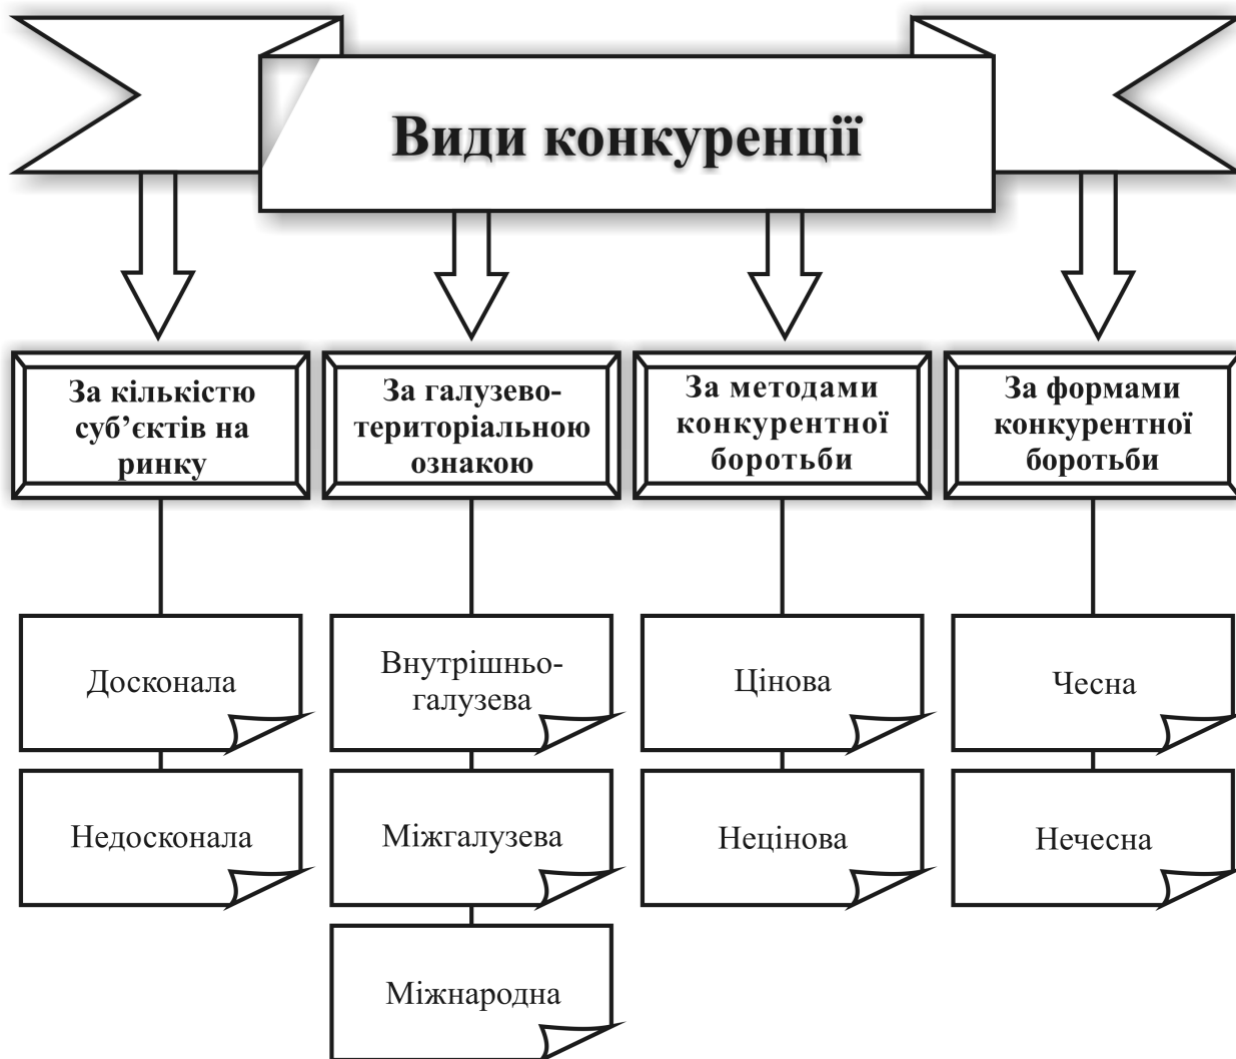 Види конкуренції
За кількістю
суб’єктів на
ринку
За галузево-
територіальною
ознакою
За методами
конкурентної
боротьби
За формами
конкурентної
боротьби
Досконала
Недосконала
Внутрішньо-
галузева
Міжгалузева
Міжнародна
Цінова
Нецінова
Чесна
Нечесна